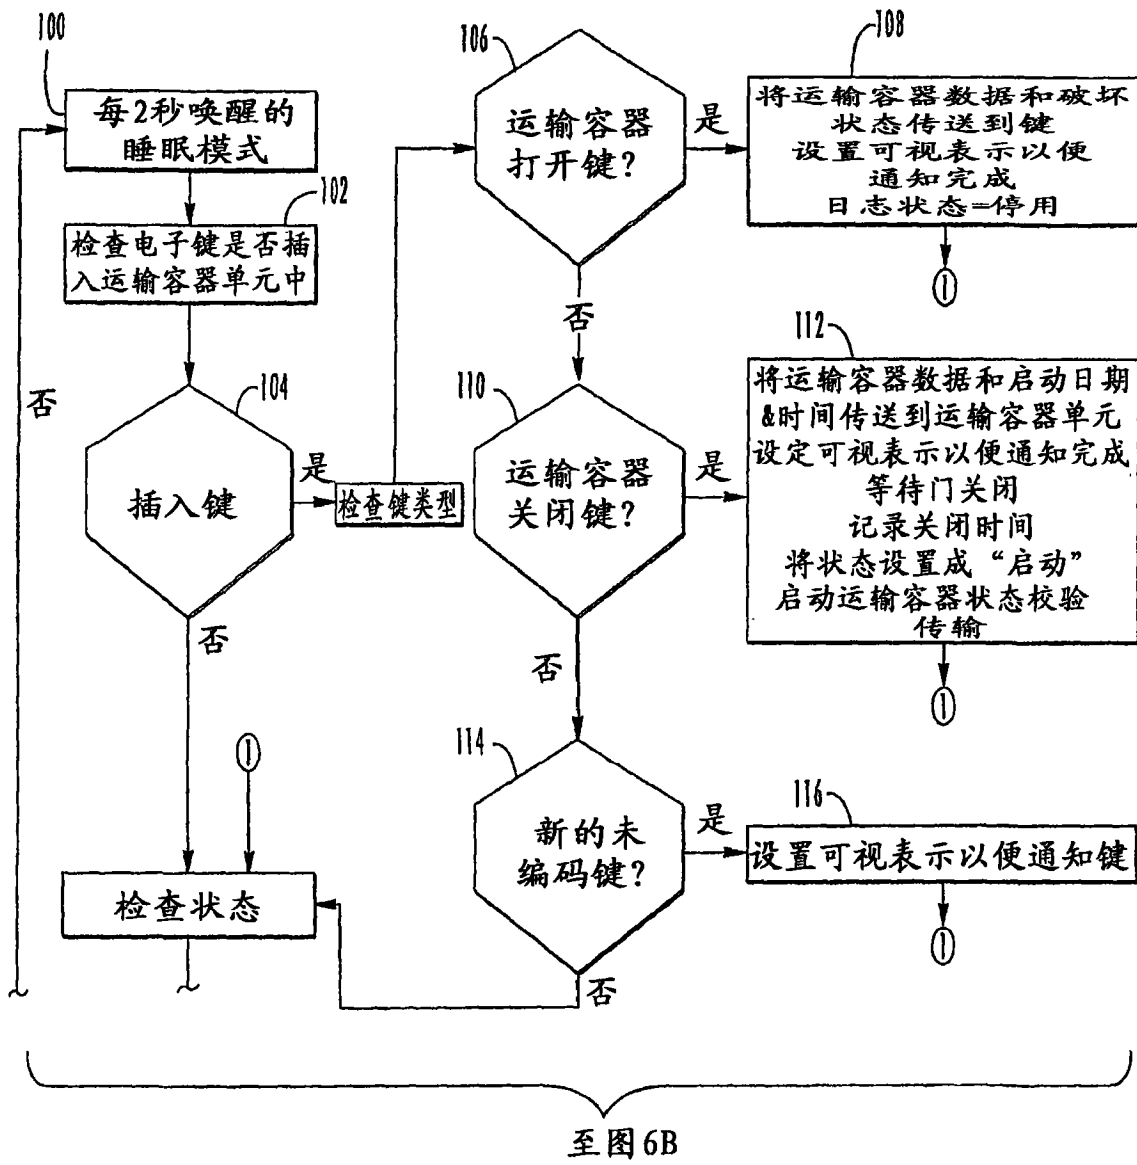 100
每2秒唤醒的
睡眠模式
102
检查电子键是否插
入运输容器单元中
104
插入键
是
检查键类型
否
否
①
检查状态
106
运输容器
打开键?
是
108
将运输容器数据和破坏
状态传送到键
设置可视表示以便
通知完成
日志状态=停用
①
否
110
运输容器
关闭键?
是
112
将运输容器数据和启动日期
&时间传送到运输容器单元
设定可视表示以便通知完成
等待门关闭
记录关闭时间
将状态设置成“启动”
启动运输容器状态校验
传输
①
否
114
新的未
编码键?
是
116
设置可视表示以便通知键
①
否
至图6B